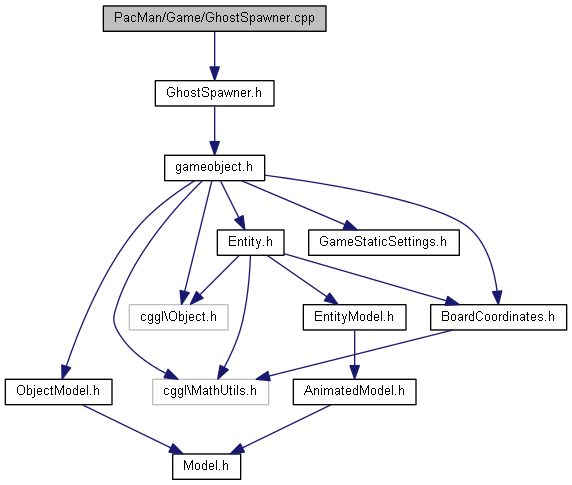 PacMan/Game/GhostSpawner.cpp
GhostSpawner.h
gameobject.h
Entity.h
GameStaticSettings.h
cggl\Object.h
EntityModel.h
BoardCoordinates.h
ObjectModel.h
cggl\MathUtils.h
AnimatedModel.h
Model.h